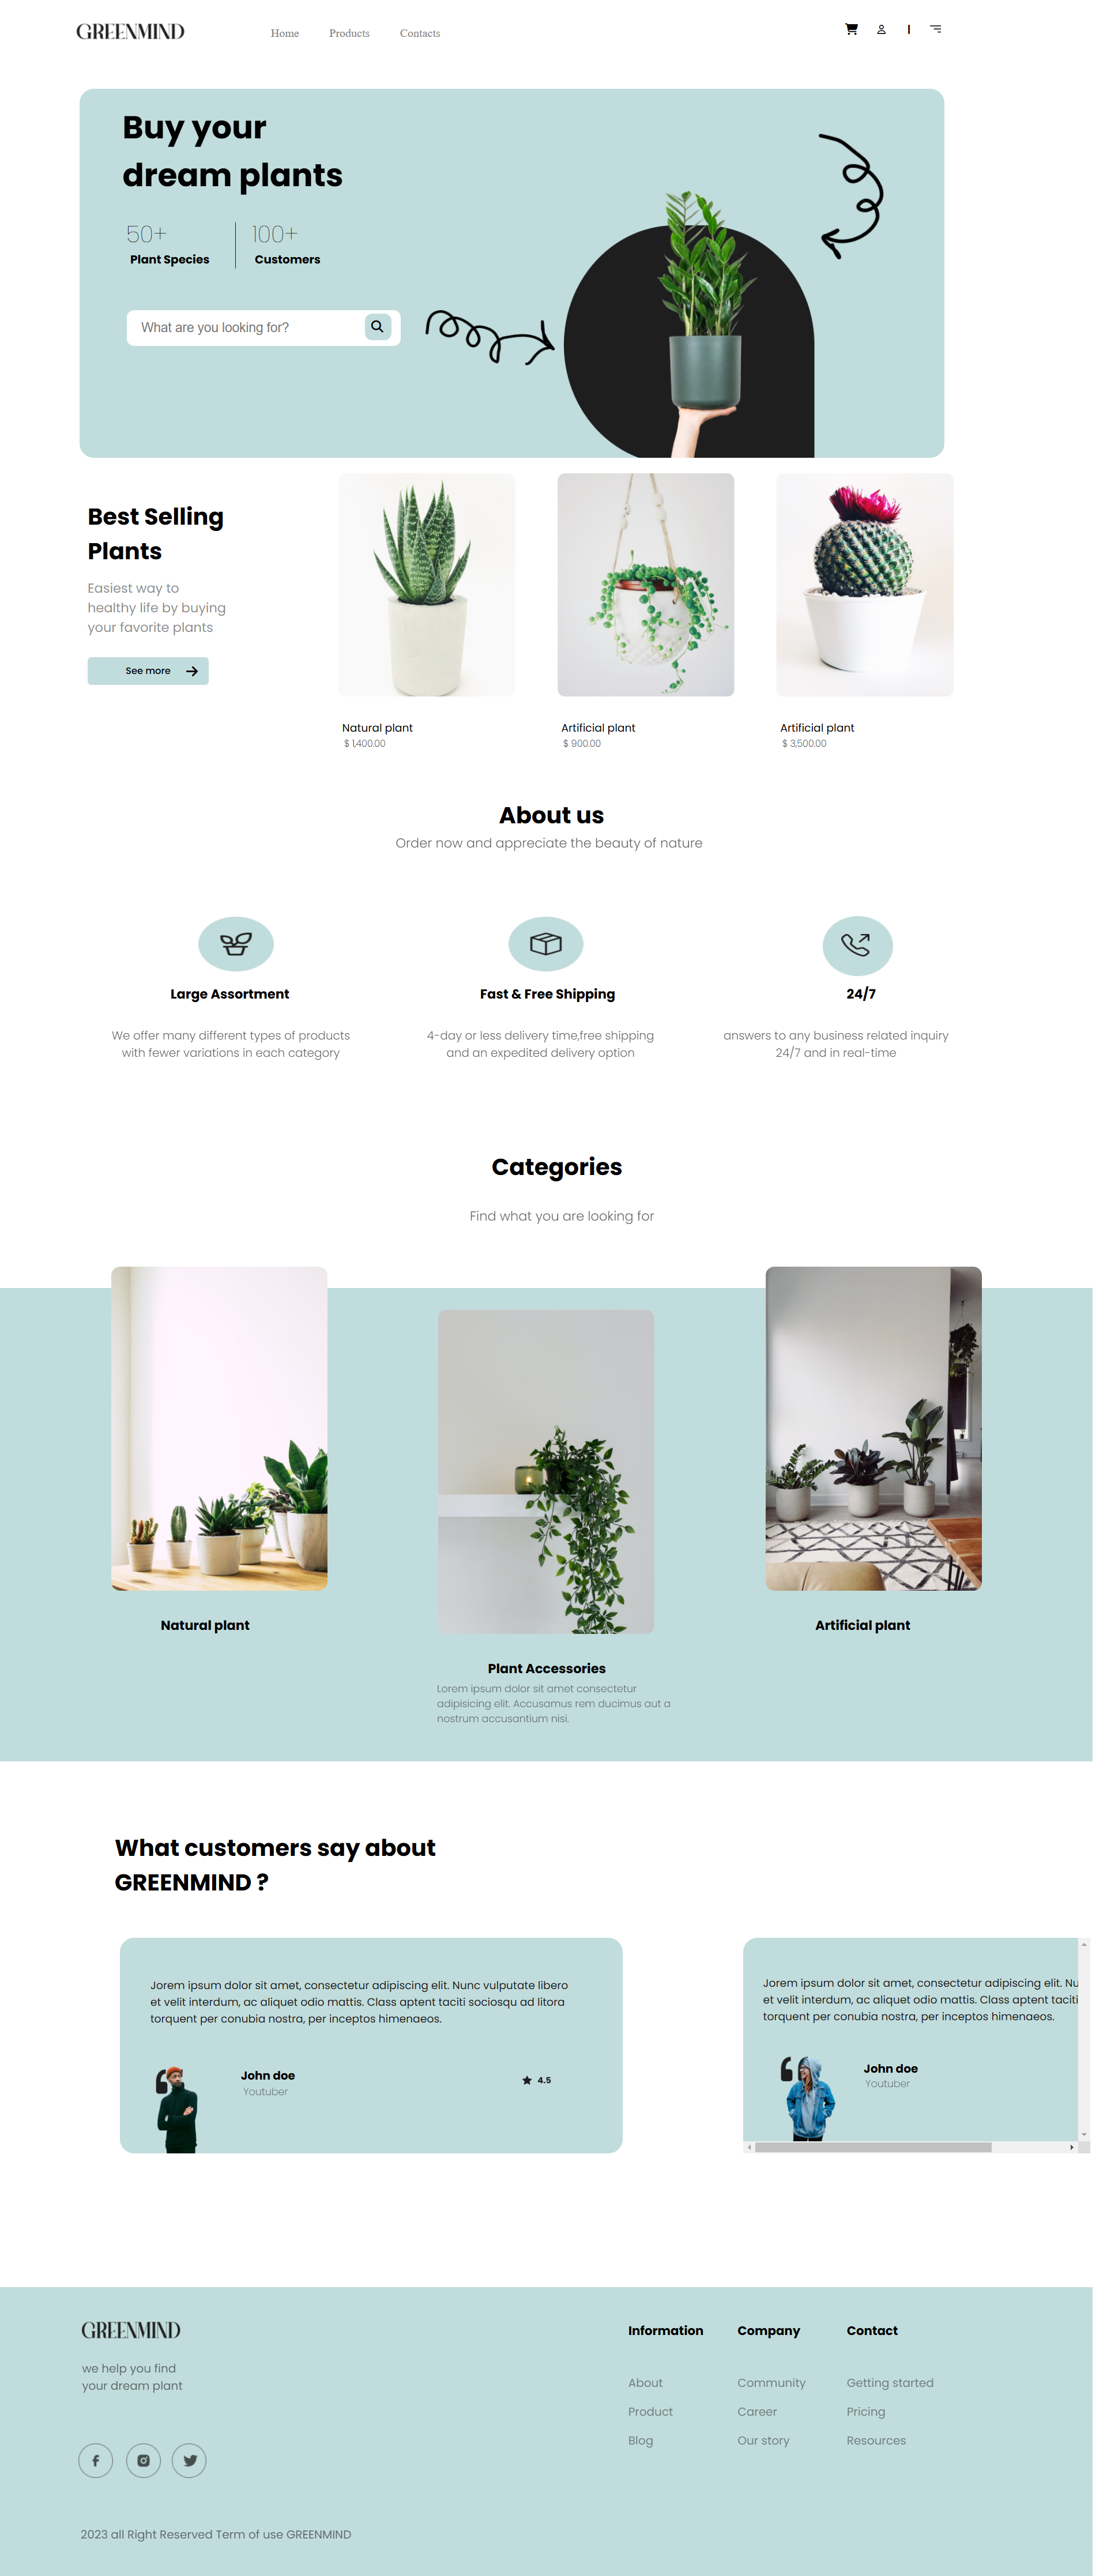 GREENMIND
Home Products Contacts
Buy your
dream plants
50+ 100+
Plant Species Customers
What are you looking for?
Best Selling
Plants
Easiest way to
healthy life by buying
your favorite plants
See more
Natural plant
$ 1,400.00
Artificial plant
$ 900.00
Artificial plant
$ 3,500.00
About us
Order now and appreciate the beauty of nature
Large Assortment
We offer many different types of products
with fewer variations in each category
Fast & Free Shipping
4-day or less delivery time,free shipping
and an expedited delivery option
24/7
answers to any business related inquiry
24/7 and in real-time
Categories
Find what you are looking for
Natural plant
Plant Accessories
Lorem ipsum dolor sit amet consectetur
adipisicing elit. Accusamus rem ducimus aut a
nostrum accusantium nisi.
Artificial plant
What customers say about
GREENMIND ?
Jorem ipsum dolor sit amet, consectetur adipiscing elit. Nunc vulputate libero
et velit interdum, ac aliquet odio mattis. Class aptent taciti sociosqu ad litora
torquent per conubia nostra, per inceptos himenaeos.
John doe
Youtuber
4.5
Jorem ipsum dolor sit amet, consectetur adipiscing elit. Nu
et velit interdum, ac aliquet odio mattis. Class aptent taciti
torquent per conubia nostra, per inceptos himenaeos.
John doe
Youtuber
GREENMIND
we help you find
your dream plant
Information
About
Product
Blog
Company
Community
Career
Our story
Contact
Getting started
Pricing
Resources
2023 all Right Reserved Term of use GREENMIND